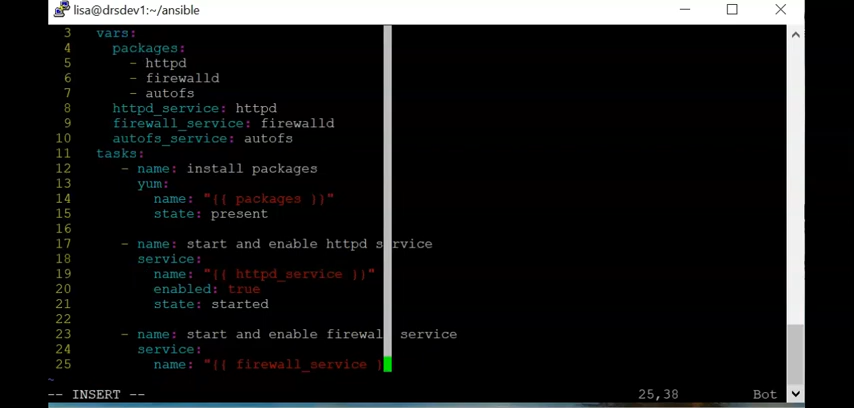 lisa@drsdev1:~/ansible
3 vars:
4 packages:
5 - httpd
6 - firewalld
7 - autofs
8 httpd_service: httpd
9 firewall_service: firewalld
10 autofs_service: autofs
11 tasks:
12 - name: install packages
13 yum:
14 name: "{{ packages }}"
15 state: present
16
17 - name: start and enable httpd service
18 service:
19 name: "{{ httpd_service }}"
20 enabled: true
21 state: started
22
23 - name: start and enable firewall service
24 service:
25 name: "{{ firewall_service }
~
-- INSERT -- 25,38 Bot